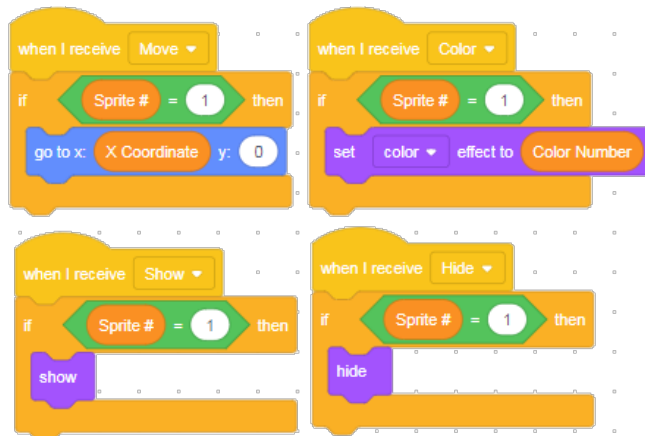 when I receive Move
if Sprite # = 1 then
go to x: X Coordinate y: 0
when I receive Color
if Sprite # = 1 then
set color effect to Color Number
when I receive Show
if Sprite # = 1 then
show
when I receive Hide
if Sprite # = 1 then
hide